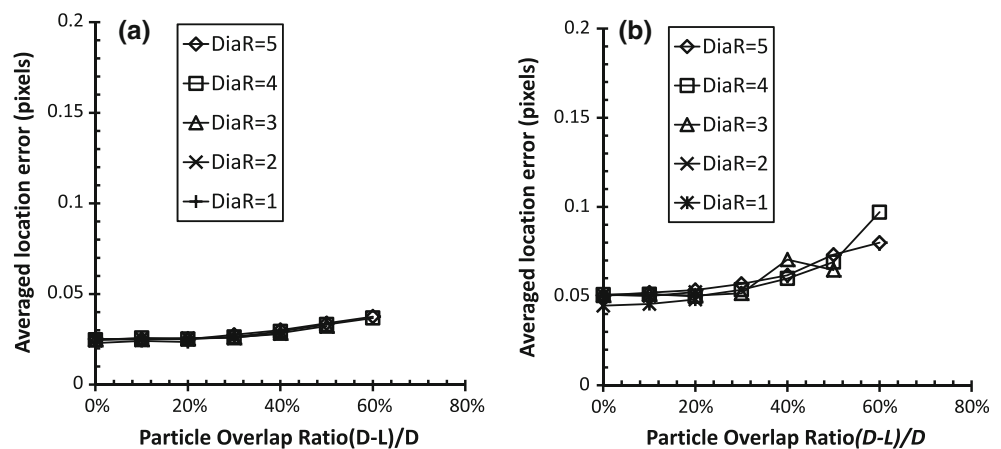 (a)
Averaged location error (pixels)
0.2
0.15
0.1
0.05
0
0%
20%
40%
60%
80%
Particle Overlap Ratio(D-L)/D
DiaR=5
DiaR=4
DiaR=3
DiaR=2
DiaR=1
(b)
Averaged location error (pixels)
0.2
0.15
0.1
0.05
0
0%
20%
40%
60%
80%
Particle Overlap Ratio(D-L)/D
DiaR=5
DiaR=4
DiaR=3
DiaR=2
DiaR=1